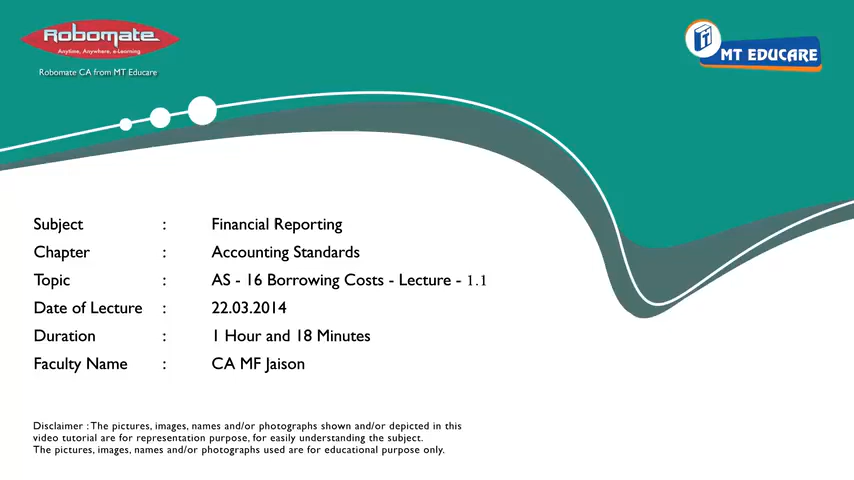 Robomate
Anytime, Anywhere, e-Learning
Robomate CA from MT Educare
MT EDUCARE
Subject : Financial Reporting
Chapter : Accounting Standards
Topic : AS - 16 Borrowing Costs - Lecture - 1.1
Date of Lecture : 22.03.2014
Duration : 1 Hour and 18 Minutes
Faculty Name : CA MF Jaison
Disclaimer : The pictures, images, names and/or photographs shown and/or depicted in this
video tutorial are for representation purpose, for easily understanding the subject.
The pictures, images, names and/or photographs used are for educational purpose only.